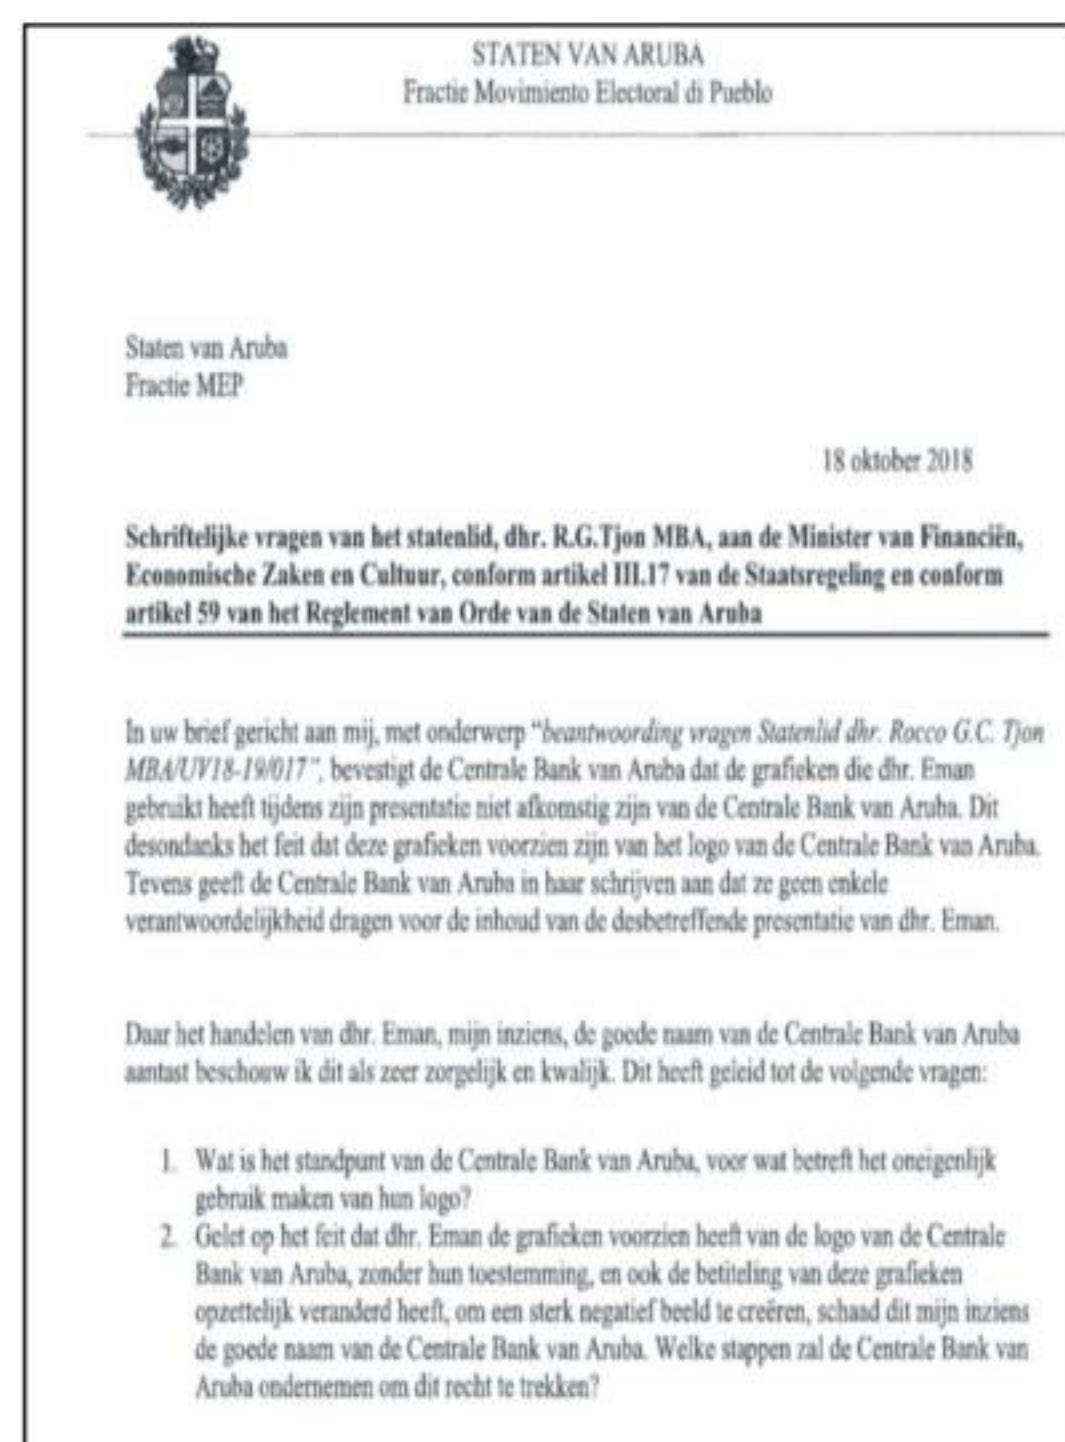 STATEN VAN ARUBA
Fractie Movimiento Electoral di Pueblo
Staten van Aruba
Fractie MEP
18 oktober 2018
Schriftelijke vragen van het statenlid, dhr. R.G.Tjon MBA, aan de Minister van Financiën,
Economische Zaken en Cultuur, conform artikel III.17 van de Staatsregeling en conform
artikel 59 van het Reglement van Orde van de Staten van Aruba
In uw brief gericht aan mij, met onderwerp “beantwoording vragen Statenlid dhr. Rocco G.C. Tjon
MBA/UV18-19/017”, bevestigt de Centrale Bank van Aruba dat de grafieken die dhr. Eman
gebruikt heeft tijdens zijn presentatie niet afkomstig zijn van de Centrale Bank van Aruba. Dit
desondanks het feit dat deze grafieken voorzien zijn van het logo van de Centrale Bank van Aruba.
Tevens geeft de Centrale Bank van Aruba in haar schrijven aan dat ze geen enkele
verantwoordelijkheid dragen voor de inhoud van de desbetreffende presentatie van dhr. Eman.
Daar het handelen van dhr. Eman, mijn inziens, de goede naam van de Centrale Bank van Aruba
aantast beschouw ik dit als zeer zorgelijk en kwalijk. Dit heeft geleid tot de volgende vragen:
1. Wat is het standpunt van de Centrale Bank van Aruba, voor wat betreft het oneigenlijk
gebruik maken van hun logo?
2. Gelet op het feit dat dhr. Eman de grafieken voorzien heeft van de logo van de Centrale
Bank van Aruba, zonder hun toestemming, en ook de betiteling van deze grafieken
opzettelijk veranderd heeft, om een sterk negatief beeld te creëren, schaad dit mijn inziens
de goede naam van de Centrale Bank van Aruba. Welke stappen zal de Centrale Bank van
Aruba ondernemen om dit recht te trekken?